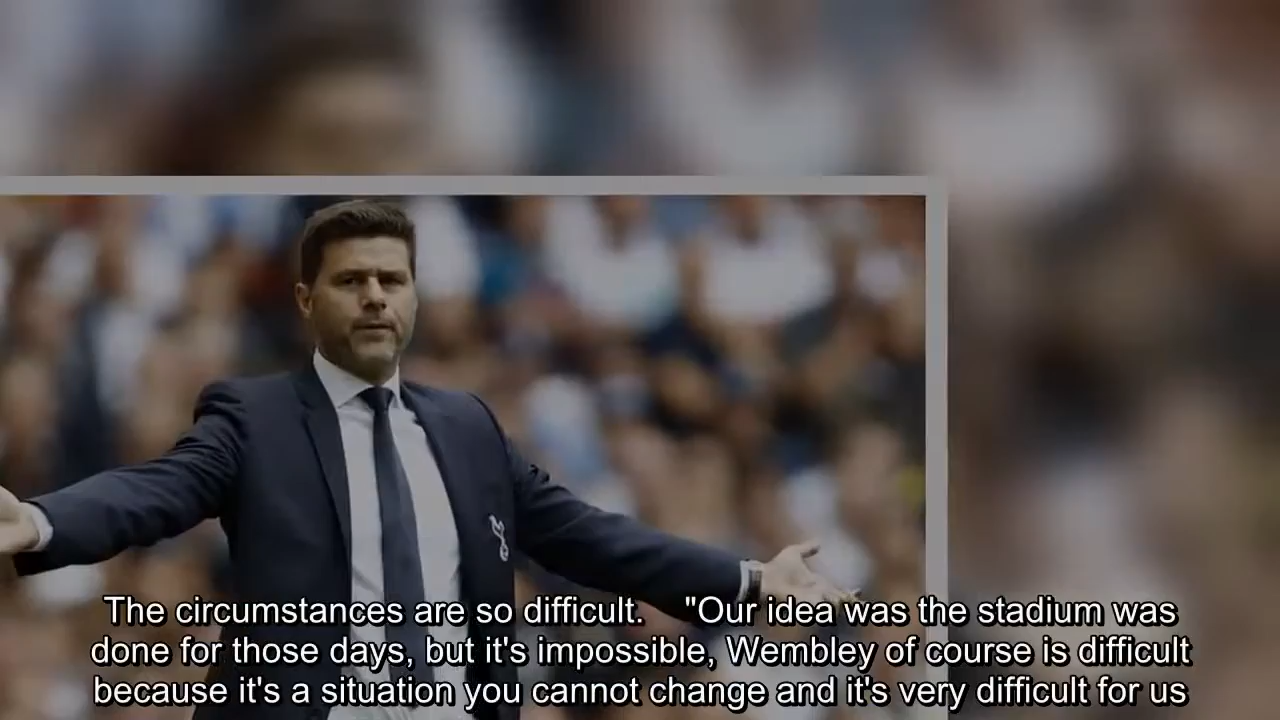 The circumstances are so difficult. "Our idea was the stadium was
done for those days, but it's impossible, Wembley of course is difficult
because it's a situation you cannot change and it's very difficult for us